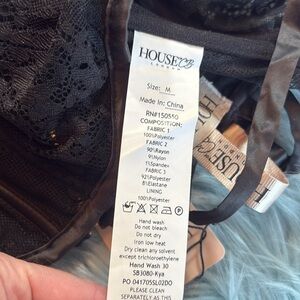 HOUSE OF CB
LONDON
Size: M
Made In: China
RN#150550
COMPOSITION:
FABRIC 1
100%Polyester
FABRIC 2
90%Rayon
9%Nylon
1%Spandex
FABRIC 3
92%Polyester
8%Elastane
LINING
100%Polyester
Hand wash
Do not bleach
Do not dry
Iron low heat
Dry clean any solvent
except trichloroethylene
Hand Wash 30
SB3080-Kya
PO 041705SL02DO
PLEASE CLEAN
SEPARATELY AS THIS
HOUSE